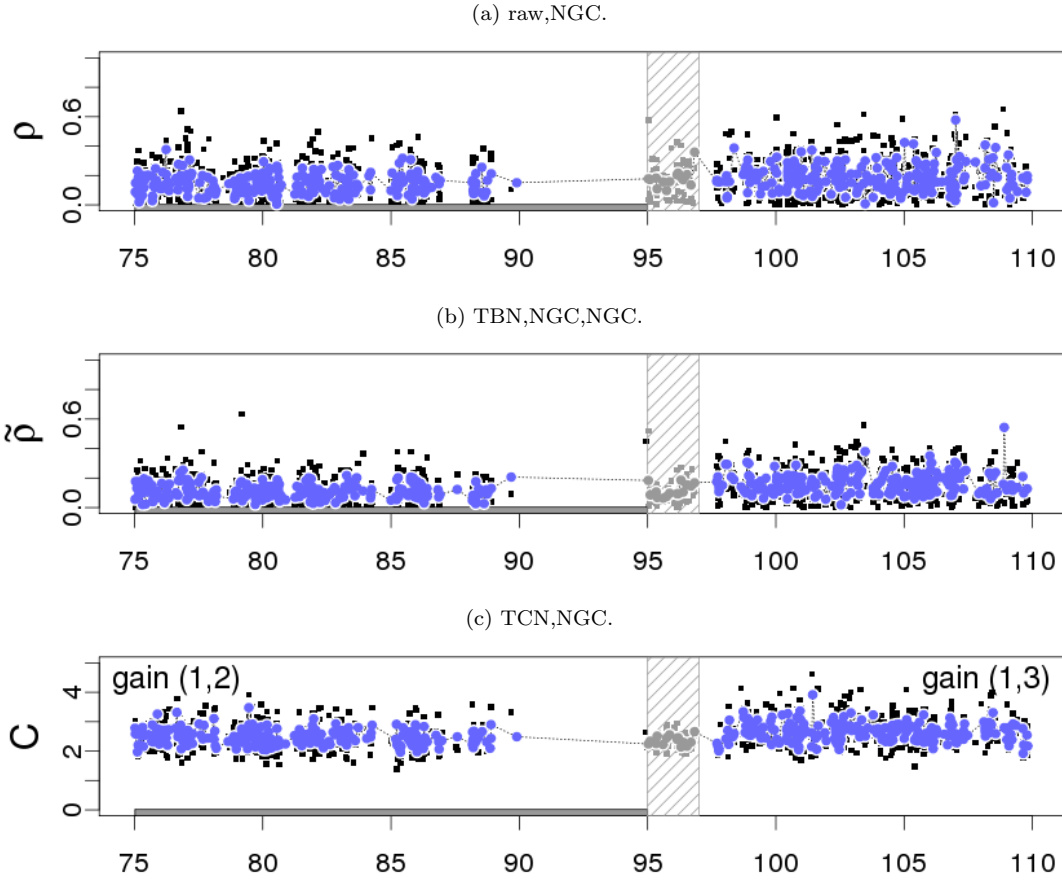 (a) raw,NGC.
ρ
0.0 0.6
75 80 85 90 95 100 105 110
(b) TBN,NGC,NGC.
ρ̃
0.0 0.6
75 80 85 90 95 100 105 110
(c) TCN,NGC.
gain (1,2) gain (1,3)
C
0 2 4
75 80 85 90 95 100 105 110